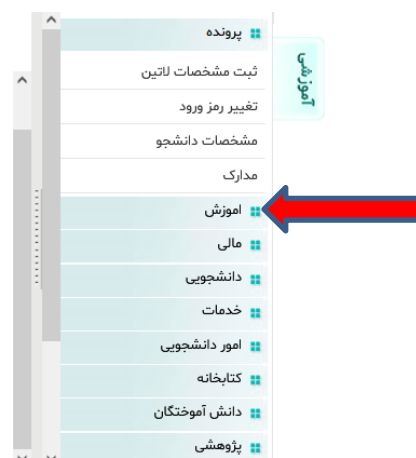 پرونده
آموزشی
ثبت مشخصات لاتین
تغییر رمز ورود
مشخصات دانشجو
مدارک
اموزش
مالی
دانشجویی
خدمات
امور دانشجویی
کتابخانه
دانش آموختگان
پژوهشی